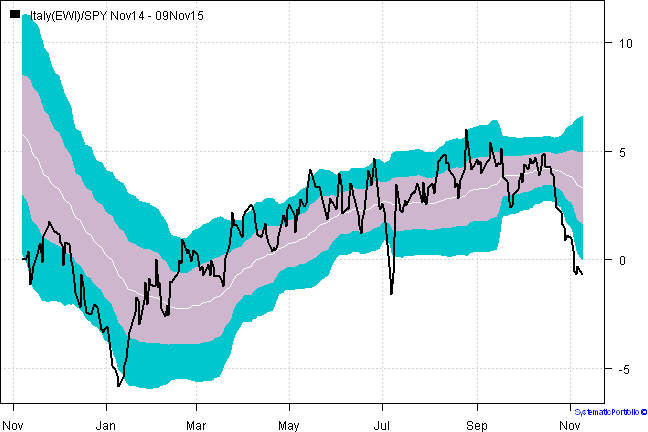 Italy(EWI)/SPY Nov14 - 09Nov15
10
5
0
-5
Nov
Jan
Mar
May
Jul
Sep
Nov
SystematicPortfolio ©